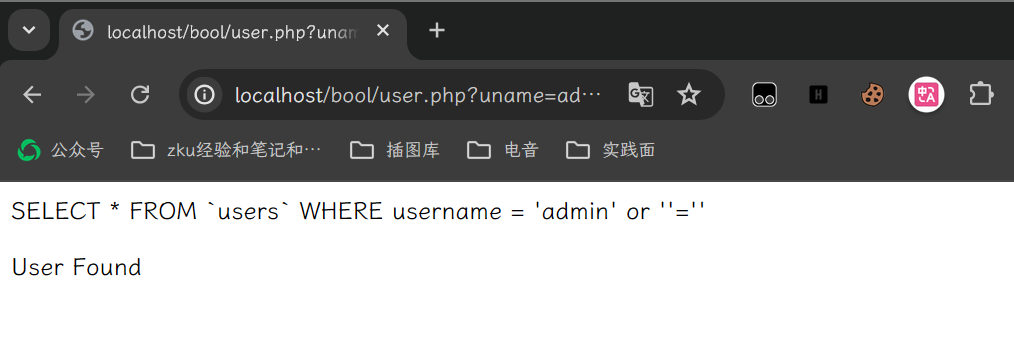 localhost/bool/user.php?unam
localhost/bool/user.php?uname=ad…
公众号 zku经验和笔记和… 插图库 电音 实践面
SELECT * FROM `users` WHERE username = 'admin' or ''=''
User Found